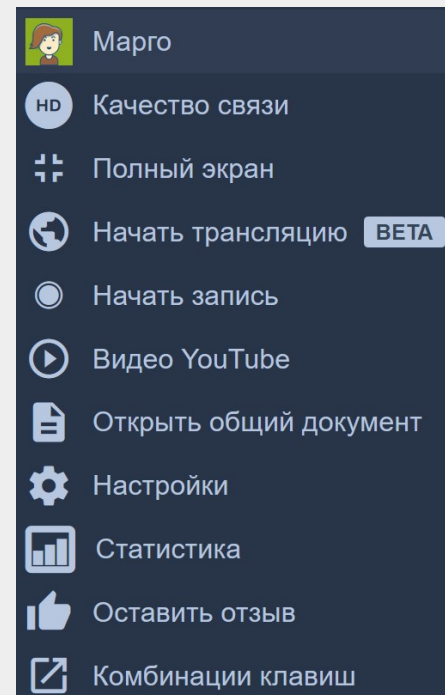 Марго
HD Качество связи
Полный экран
Начать трансляцию BETA
Начать запись
Видео YouTube
Открыть общий документ
Настройки
Статистика
Оставить отзыв
Комбинации клавиш